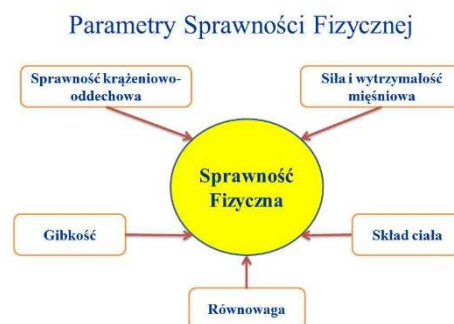 Parametry Sprawności Fizycznej
Sprawność krążeniowo-
oddechowa
Siła i wytrzymałość
mięśniowa
Sprawność
Fizyczna
Gibkość
Skład ciała
Równowaga